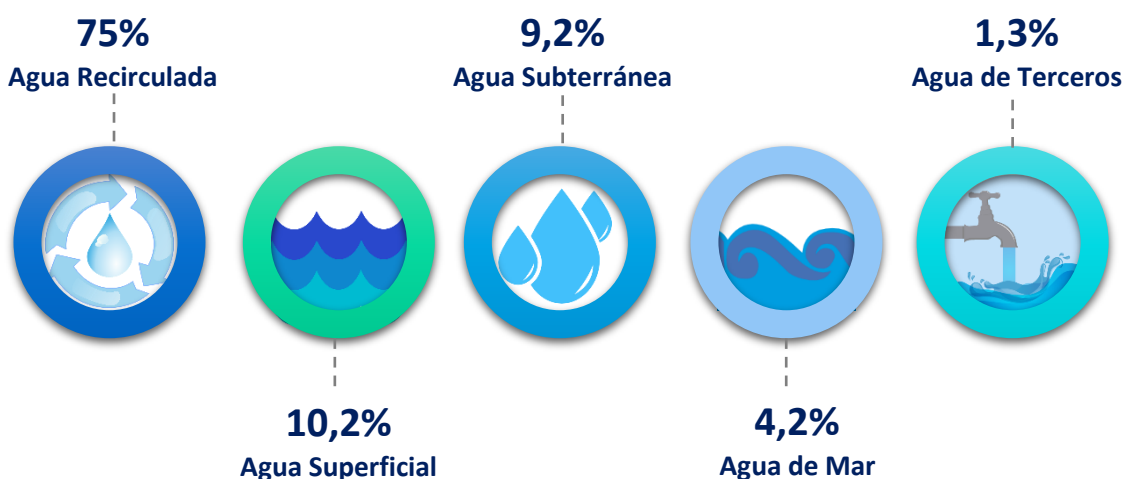 75%
Agua Recirculada
10,2%
Agua Superficial
9,2%
Agua Subterránea
4,2%
Agua de Mar
1,3%
Agua de Terceros